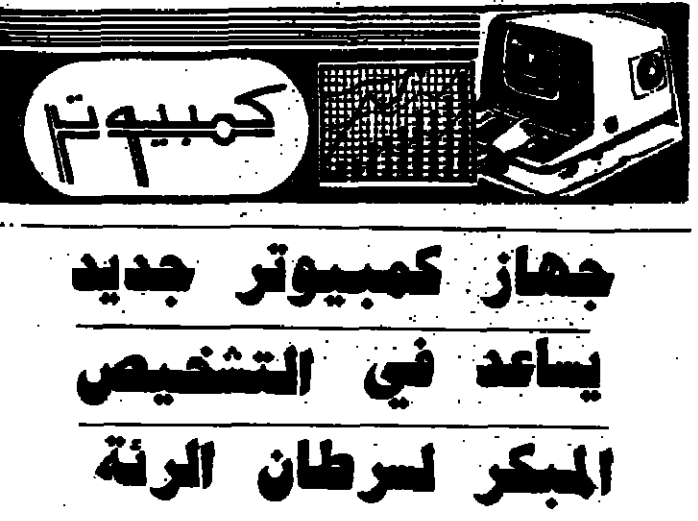 كمبيوتر
جهاز كمبيوتر جديد
يساعد في التشخيص
المبكر لسرطان الرئة